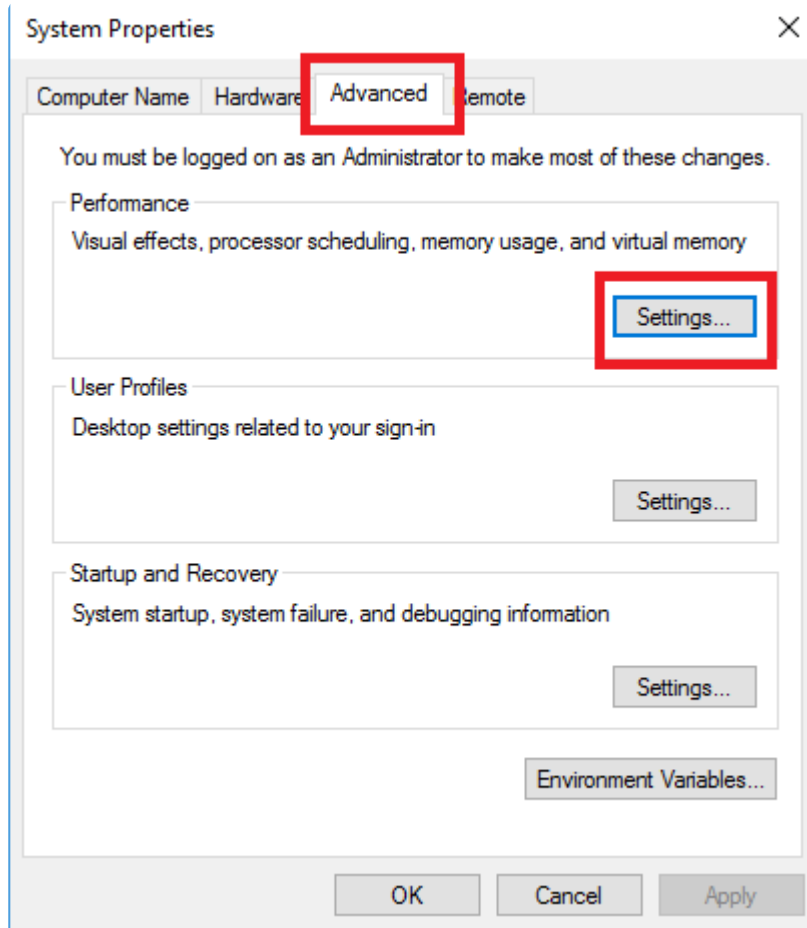 System Properties
Computer Name Hardware Advanced Remote
You must be logged on as an Administrator to make most of these changes.
Performance
Visual effects, processor scheduling, memory usage, and virtual memory
Settings...
User Profiles
Desktop settings related to your sign-in
Settings...
Startup and Recovery
System startup, system failure, and debugging information
Settings...
Environment Variables...
OK Cancel Apply